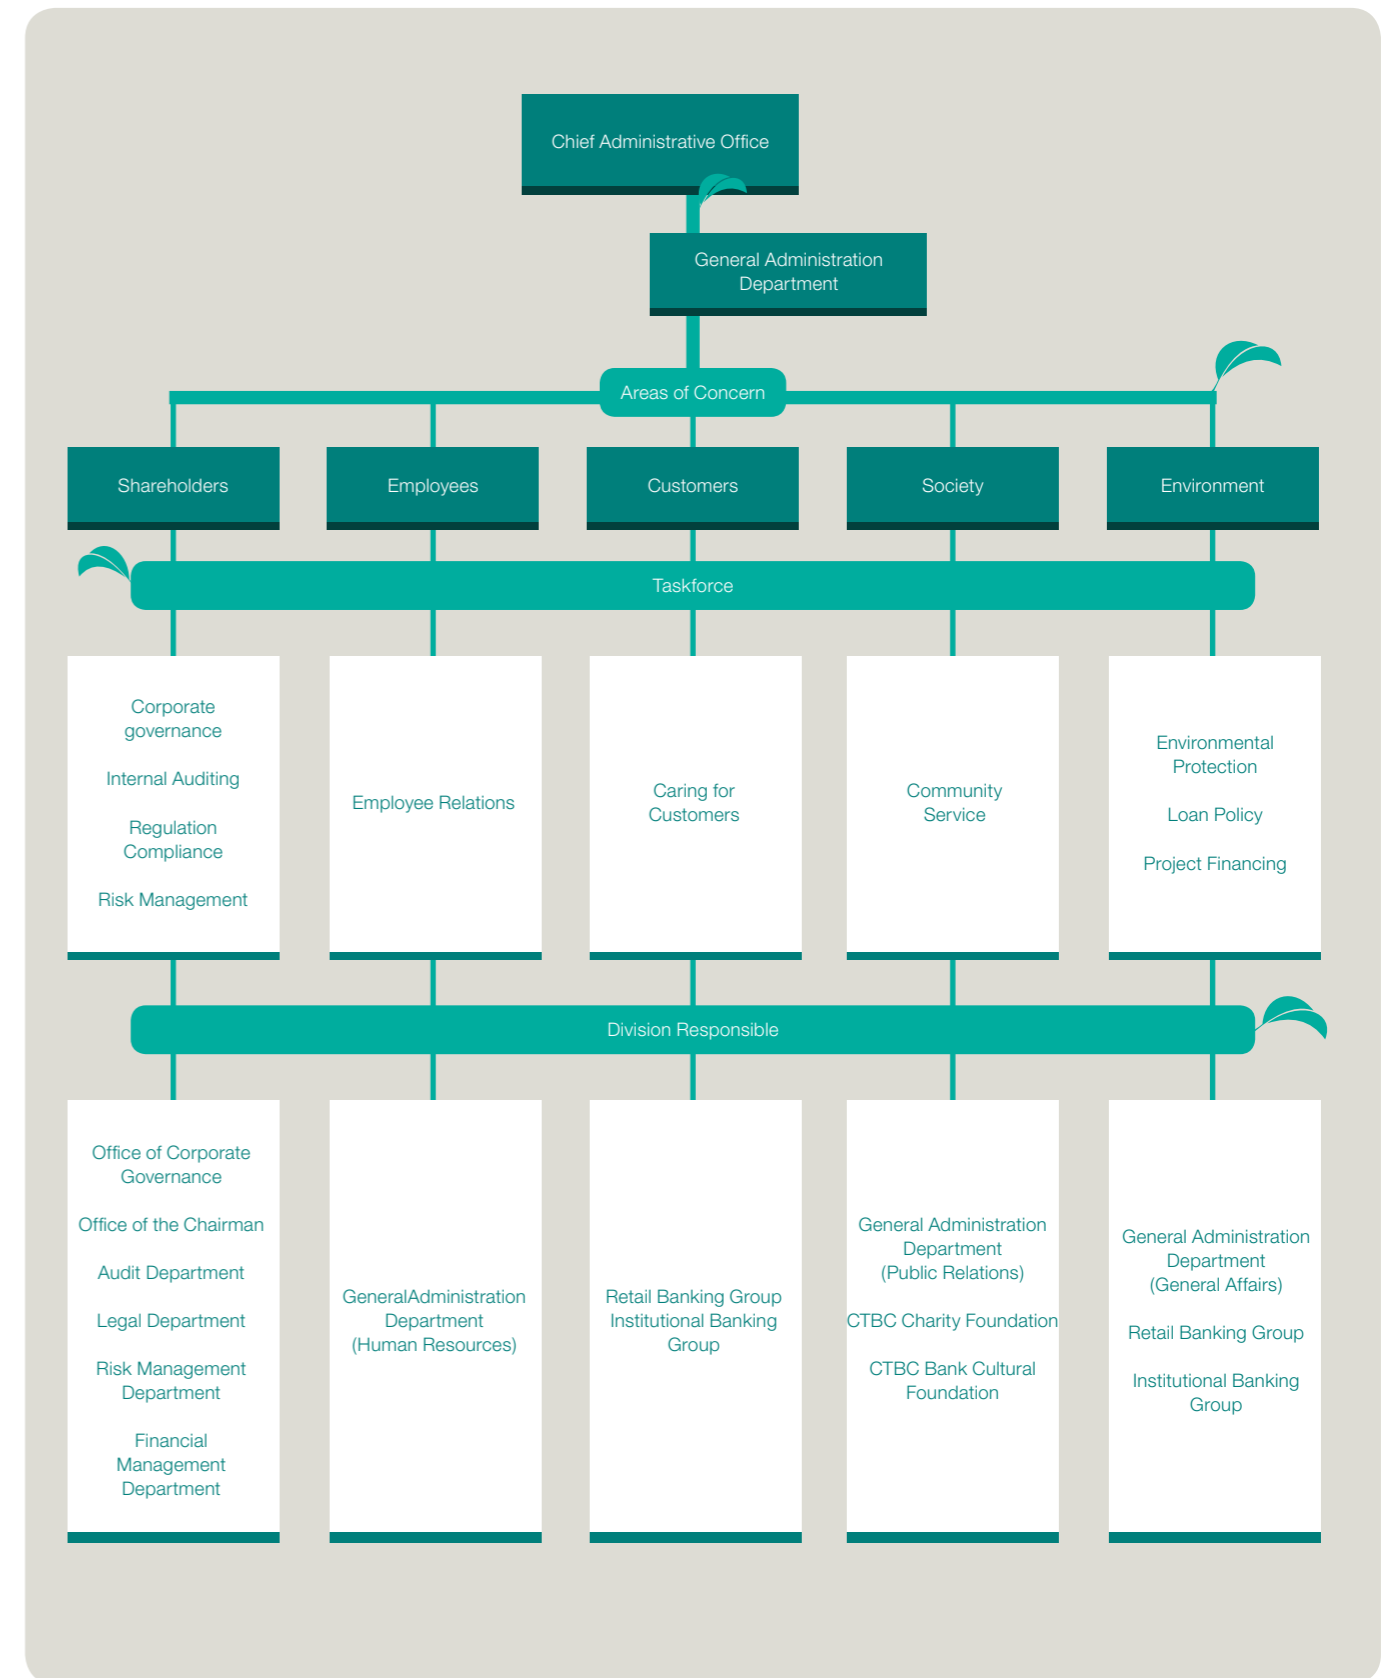 Chief Administrative Office
General Administration
Department
Areas of Concern
Shareholders
Employees
Customers
Society
Environment
Taskforce
Corporate
governance
Internal Auditing
Regulation
Compliance
Risk Management
Employee Relations
Caring for
Customers
Community
Service
Environmental
Protection
Loan Policy
Project Financing
Division Responsible
Office of Corporate
Governance
Office of the Chairman
Audit Department
Legal Department
Risk Management
Department
Financial
Management
Department
GeneralAdministration
Department
(Human Resources)
Retail Banking Group
Institutional Banking
Group
General Administration
Department
(Public Relations)
CTBC Charity Foundation
CTBC Bank Cultural
Foundation
General Administration
Department
(General Affairs)
Retail Banking Group
Institutional Banking
Group